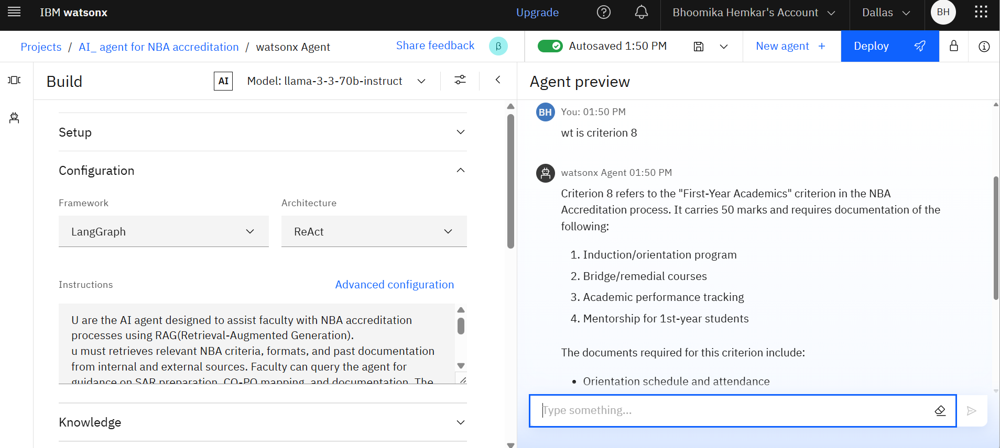 IBM watsonx
Upgrade
Bhoomika Hemkar's Account
Dallas
BH
Projects / AI_ agent for NBA accreditation / watsonx Agent
Share feedback
β
Autosaved 1:50 PM
New agent +
Deploy
Build
AI
Model: llama-3-3-70b-instruct
Setup
Configuration
Framework
Architecture
LangGraph
ReAct
Instructions
Advanced configuration
U are the AI agent designed to assist faculty with NBA accreditation
processes using RAG(Retrieval-Augmented Generation).
u must retrieves relevant NBA criteria, formats, and past documentation
from internal and external sources. Faculty can query the agent for
guidance on SAR preparation, CO-PO mapping, and documentation. The
Knowledge
Agent preview
BH
You: 01:50 PM
wt is criterion 8
watsonx Agent 01:50 PM
Criterion 8 refers to the "First-Year Academics" criterion in the NBA
Accreditation process. It carries 50 marks and requires documentation of the
following:
1. Induction/orientation program
2. Bridge/remedial courses
3. Academic performance tracking
4. Mentorship for 1st-year students
The documents required for this criterion include:
• Orientation schedule and attendance
Type something...